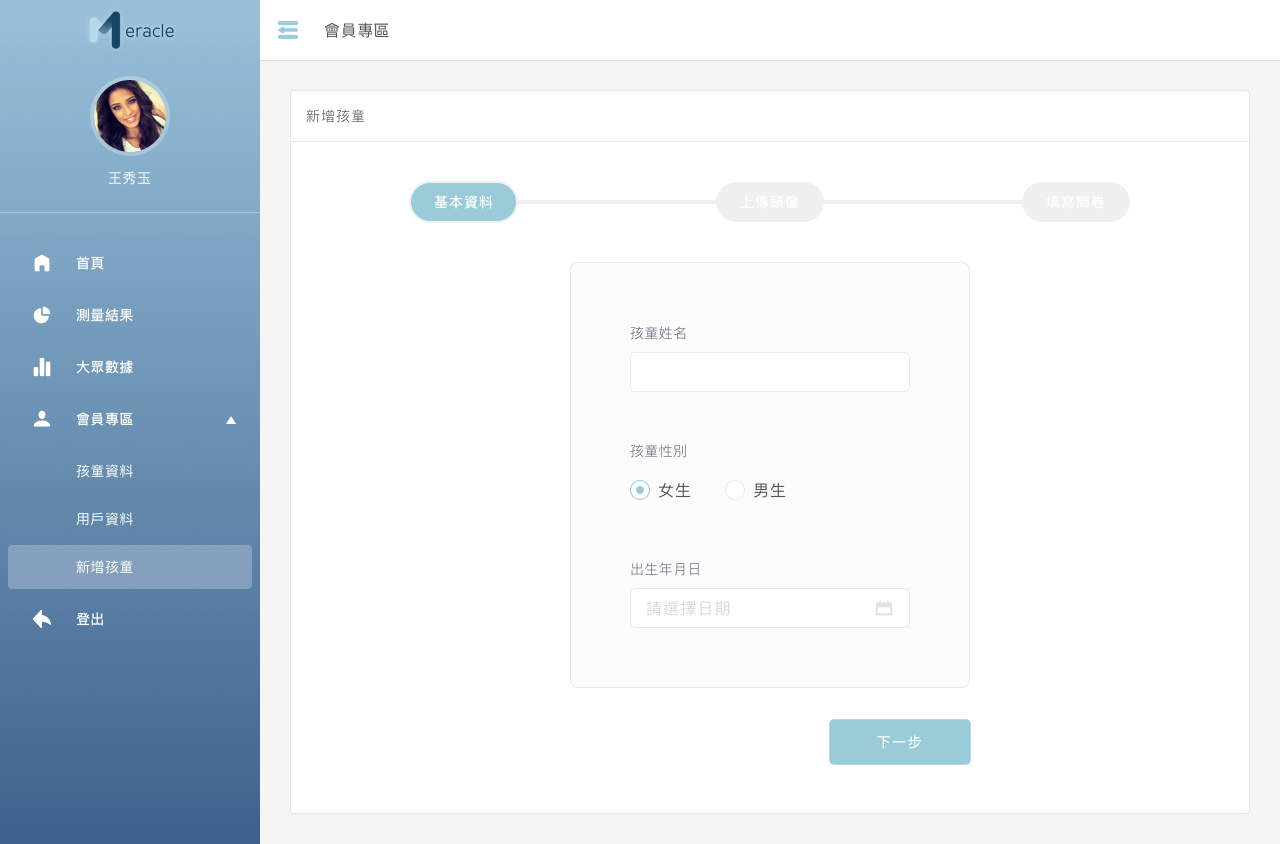 Meracle
王秀玉
首頁
測量結果
大眾數據
會員專區
孩童資料
用戶資料
新增孩童
登出
會員專區
新增孩童
基本資料
上傳頭像
填寫問卷
孩童姓名
孩童性別
女生
男生
出生年月日
請選擇日期
下一步